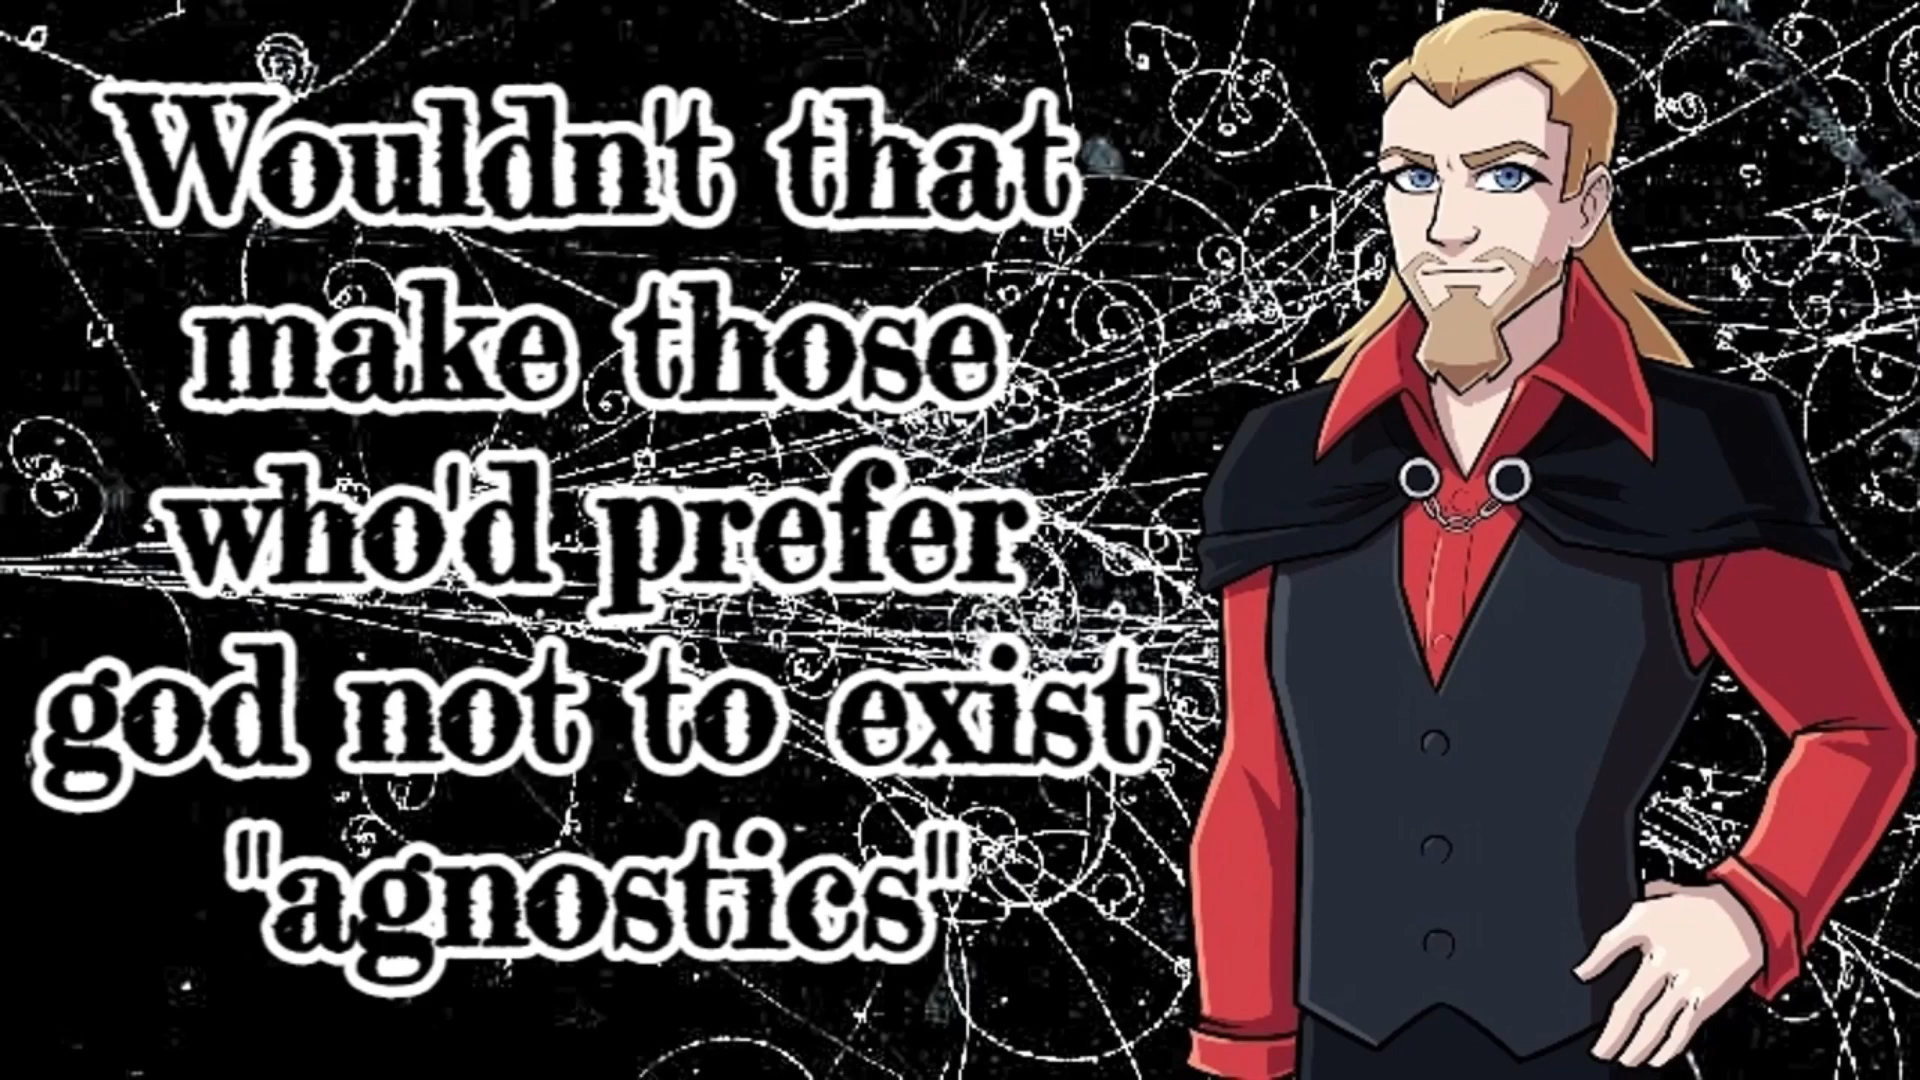 Wouldn't that
make those
who'd prefer
god not to exist
"agnostics"